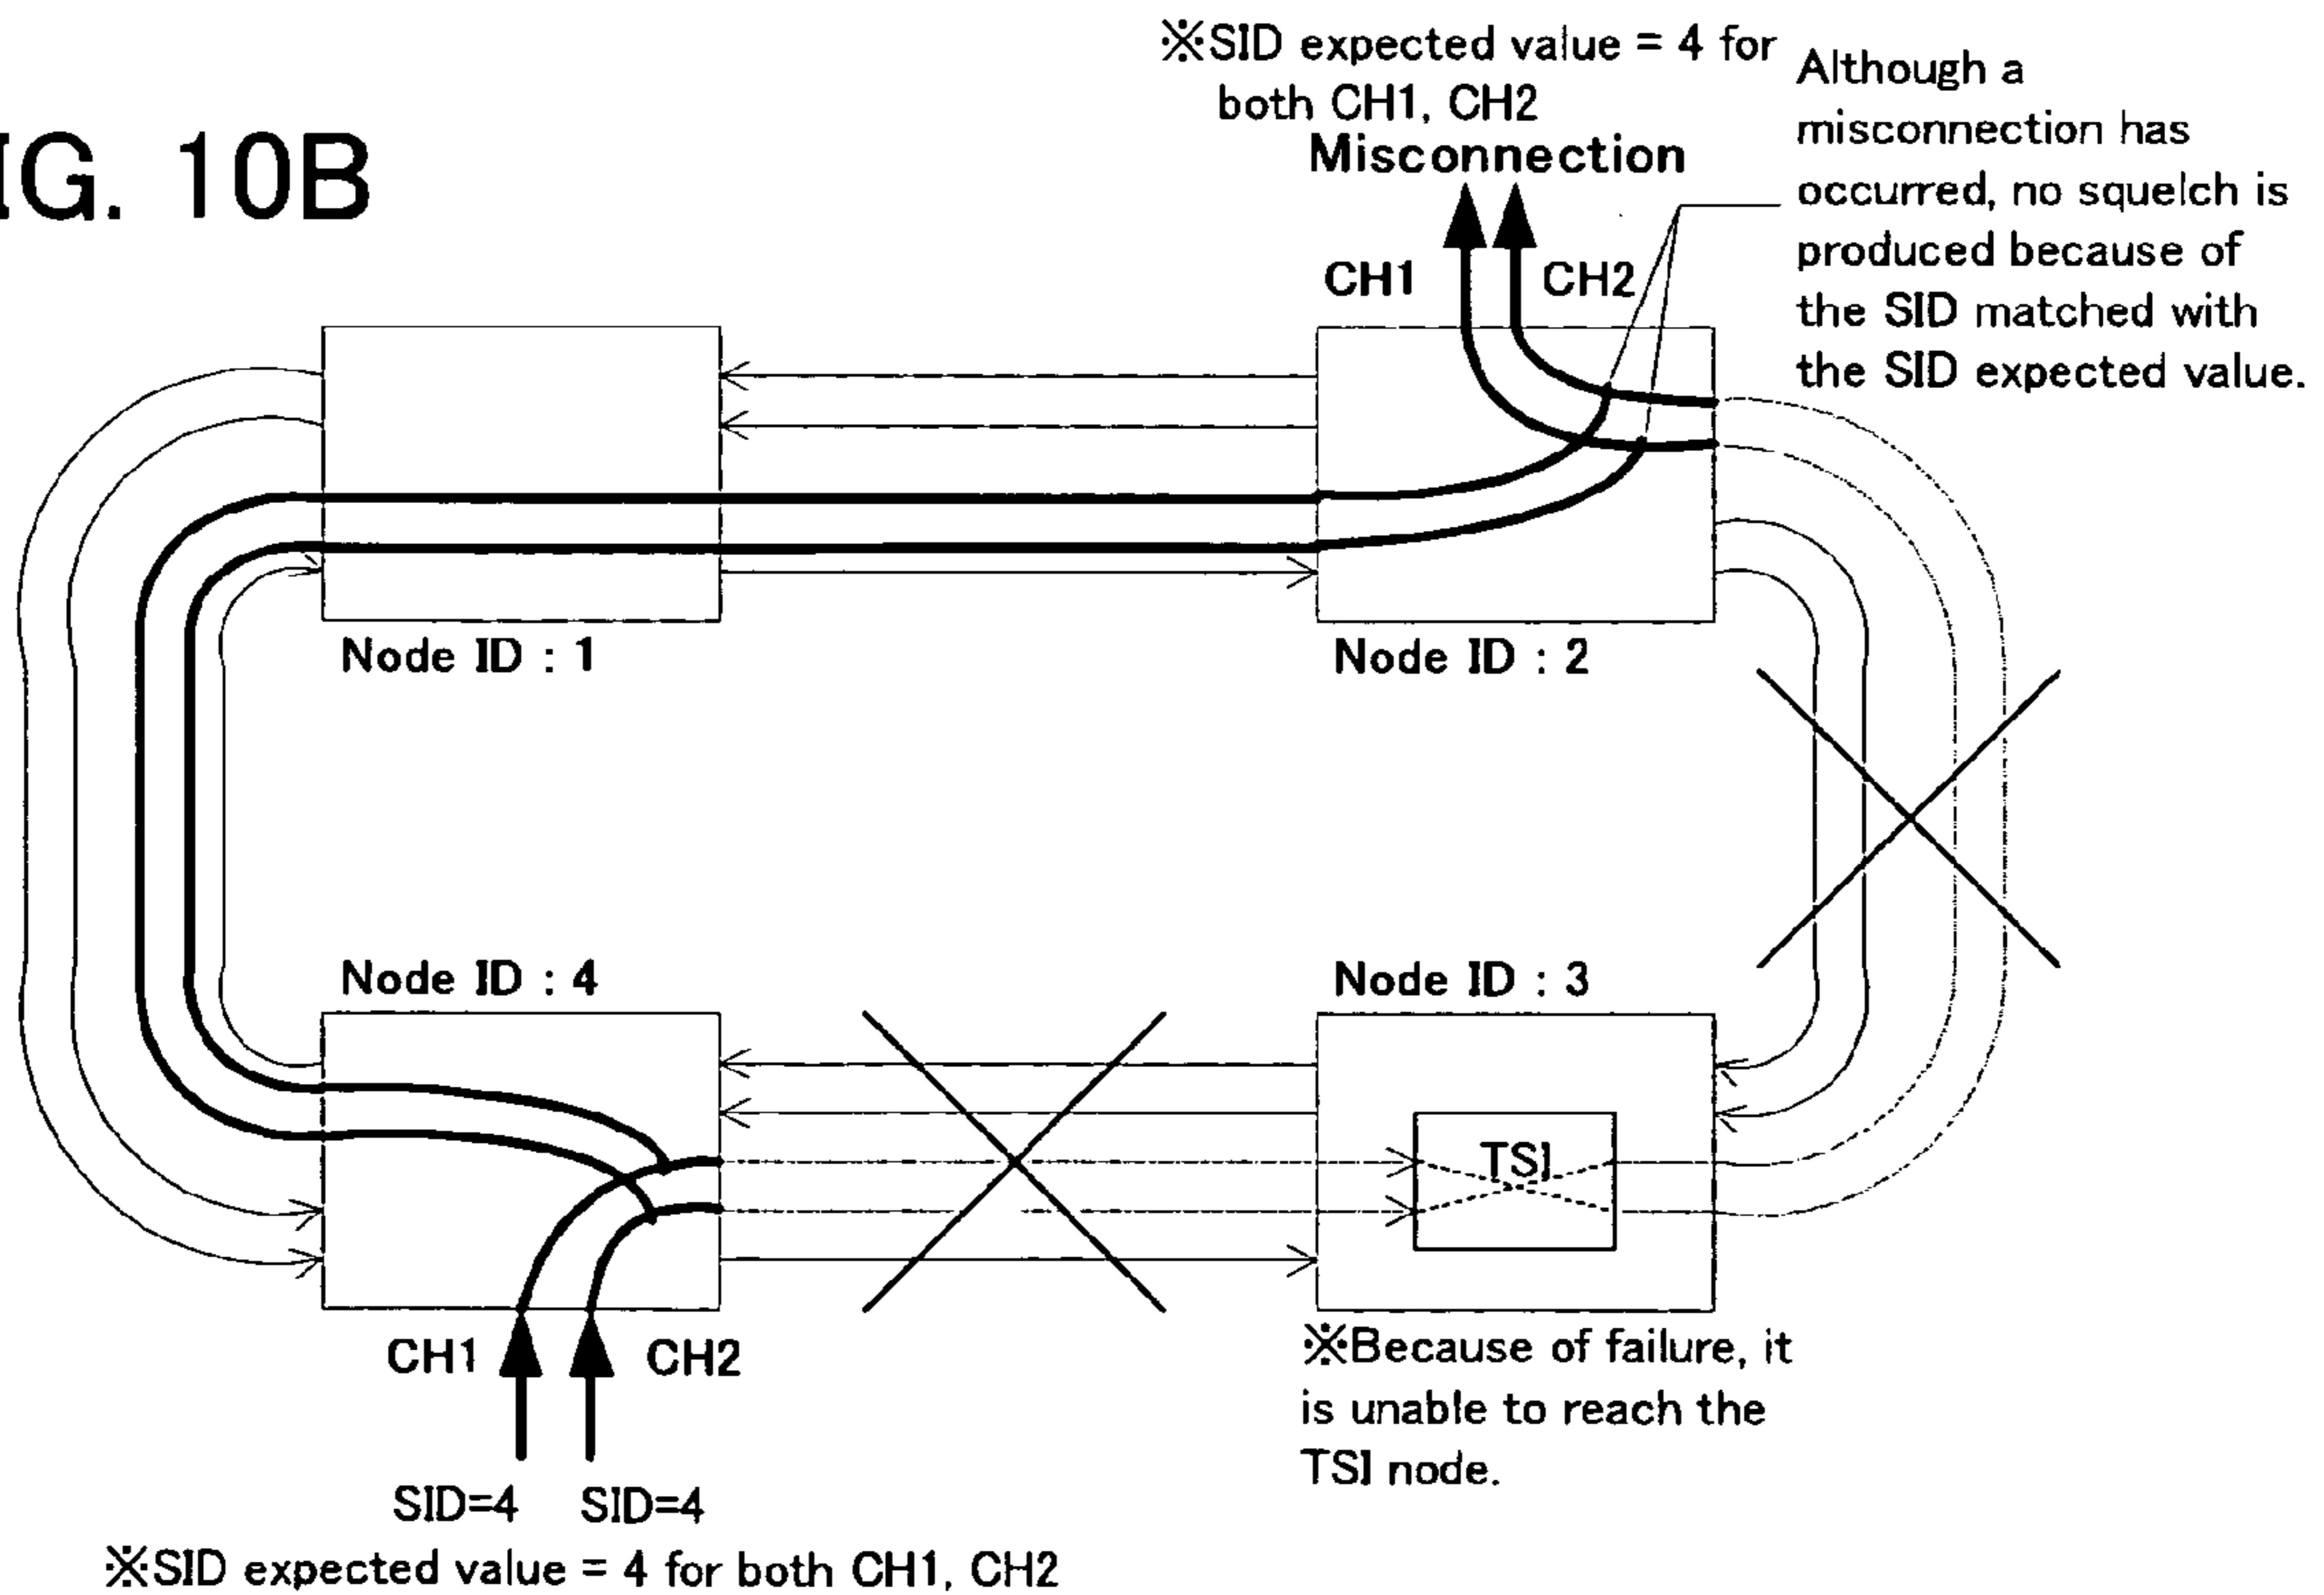 IG. 10B
※SID expected value = 4 for
both CH1, CH2
Misconnection
Although a
misconnection has
occurred, no squelch is
produced because of
the SID matched with
the SID expected value.
CH1
CH2
Node ID : 1
Node ID : 2
Node ID : 4
Node ID : 3
TSI
CH1
CH2
※Because of failure, it
is unable to reach the
TSI node.
SID=4
SID=4
※SID expected value = 4 for both CH1, CH2